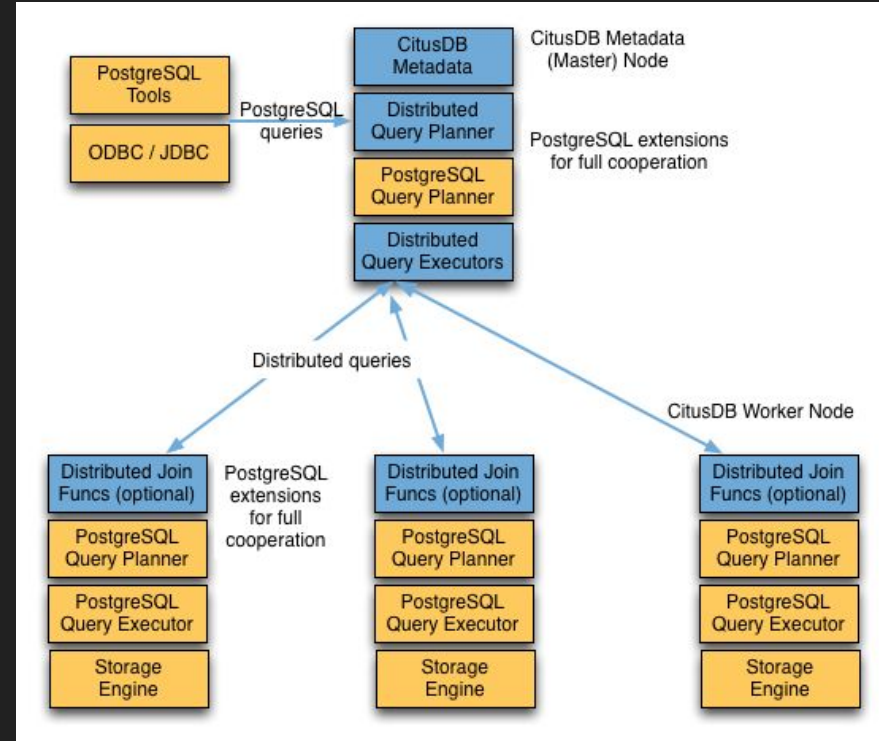 PostgreSQL
Tools
ODBC / JDBC
PostgreSQL
queries
CitusDB
Metadata
Distributed
Query Planner
PostgreSQL
Query Planner
Distributed
Query Executors
CitusDB Metadata
(Master) Node
PostgreSQL extensions
for full cooperation
Distributed queries
CitusDB Worker Node
Distributed Join
Funcs (optional)
PostgreSQL
Query Planner
PostgreSQL
Query Executor
Storage
Engine
PostgreSQL
extensions
for full
cooperation
Distributed Join
Funcs (optional)
PostgreSQL
Query Planner
PostgreSQL
Query Executor
Storage
Engine
Distributed Join
Funcs (optional)
PostgreSQL
Query Planner
PostgreSQL
Query Executor
Storage
Engine